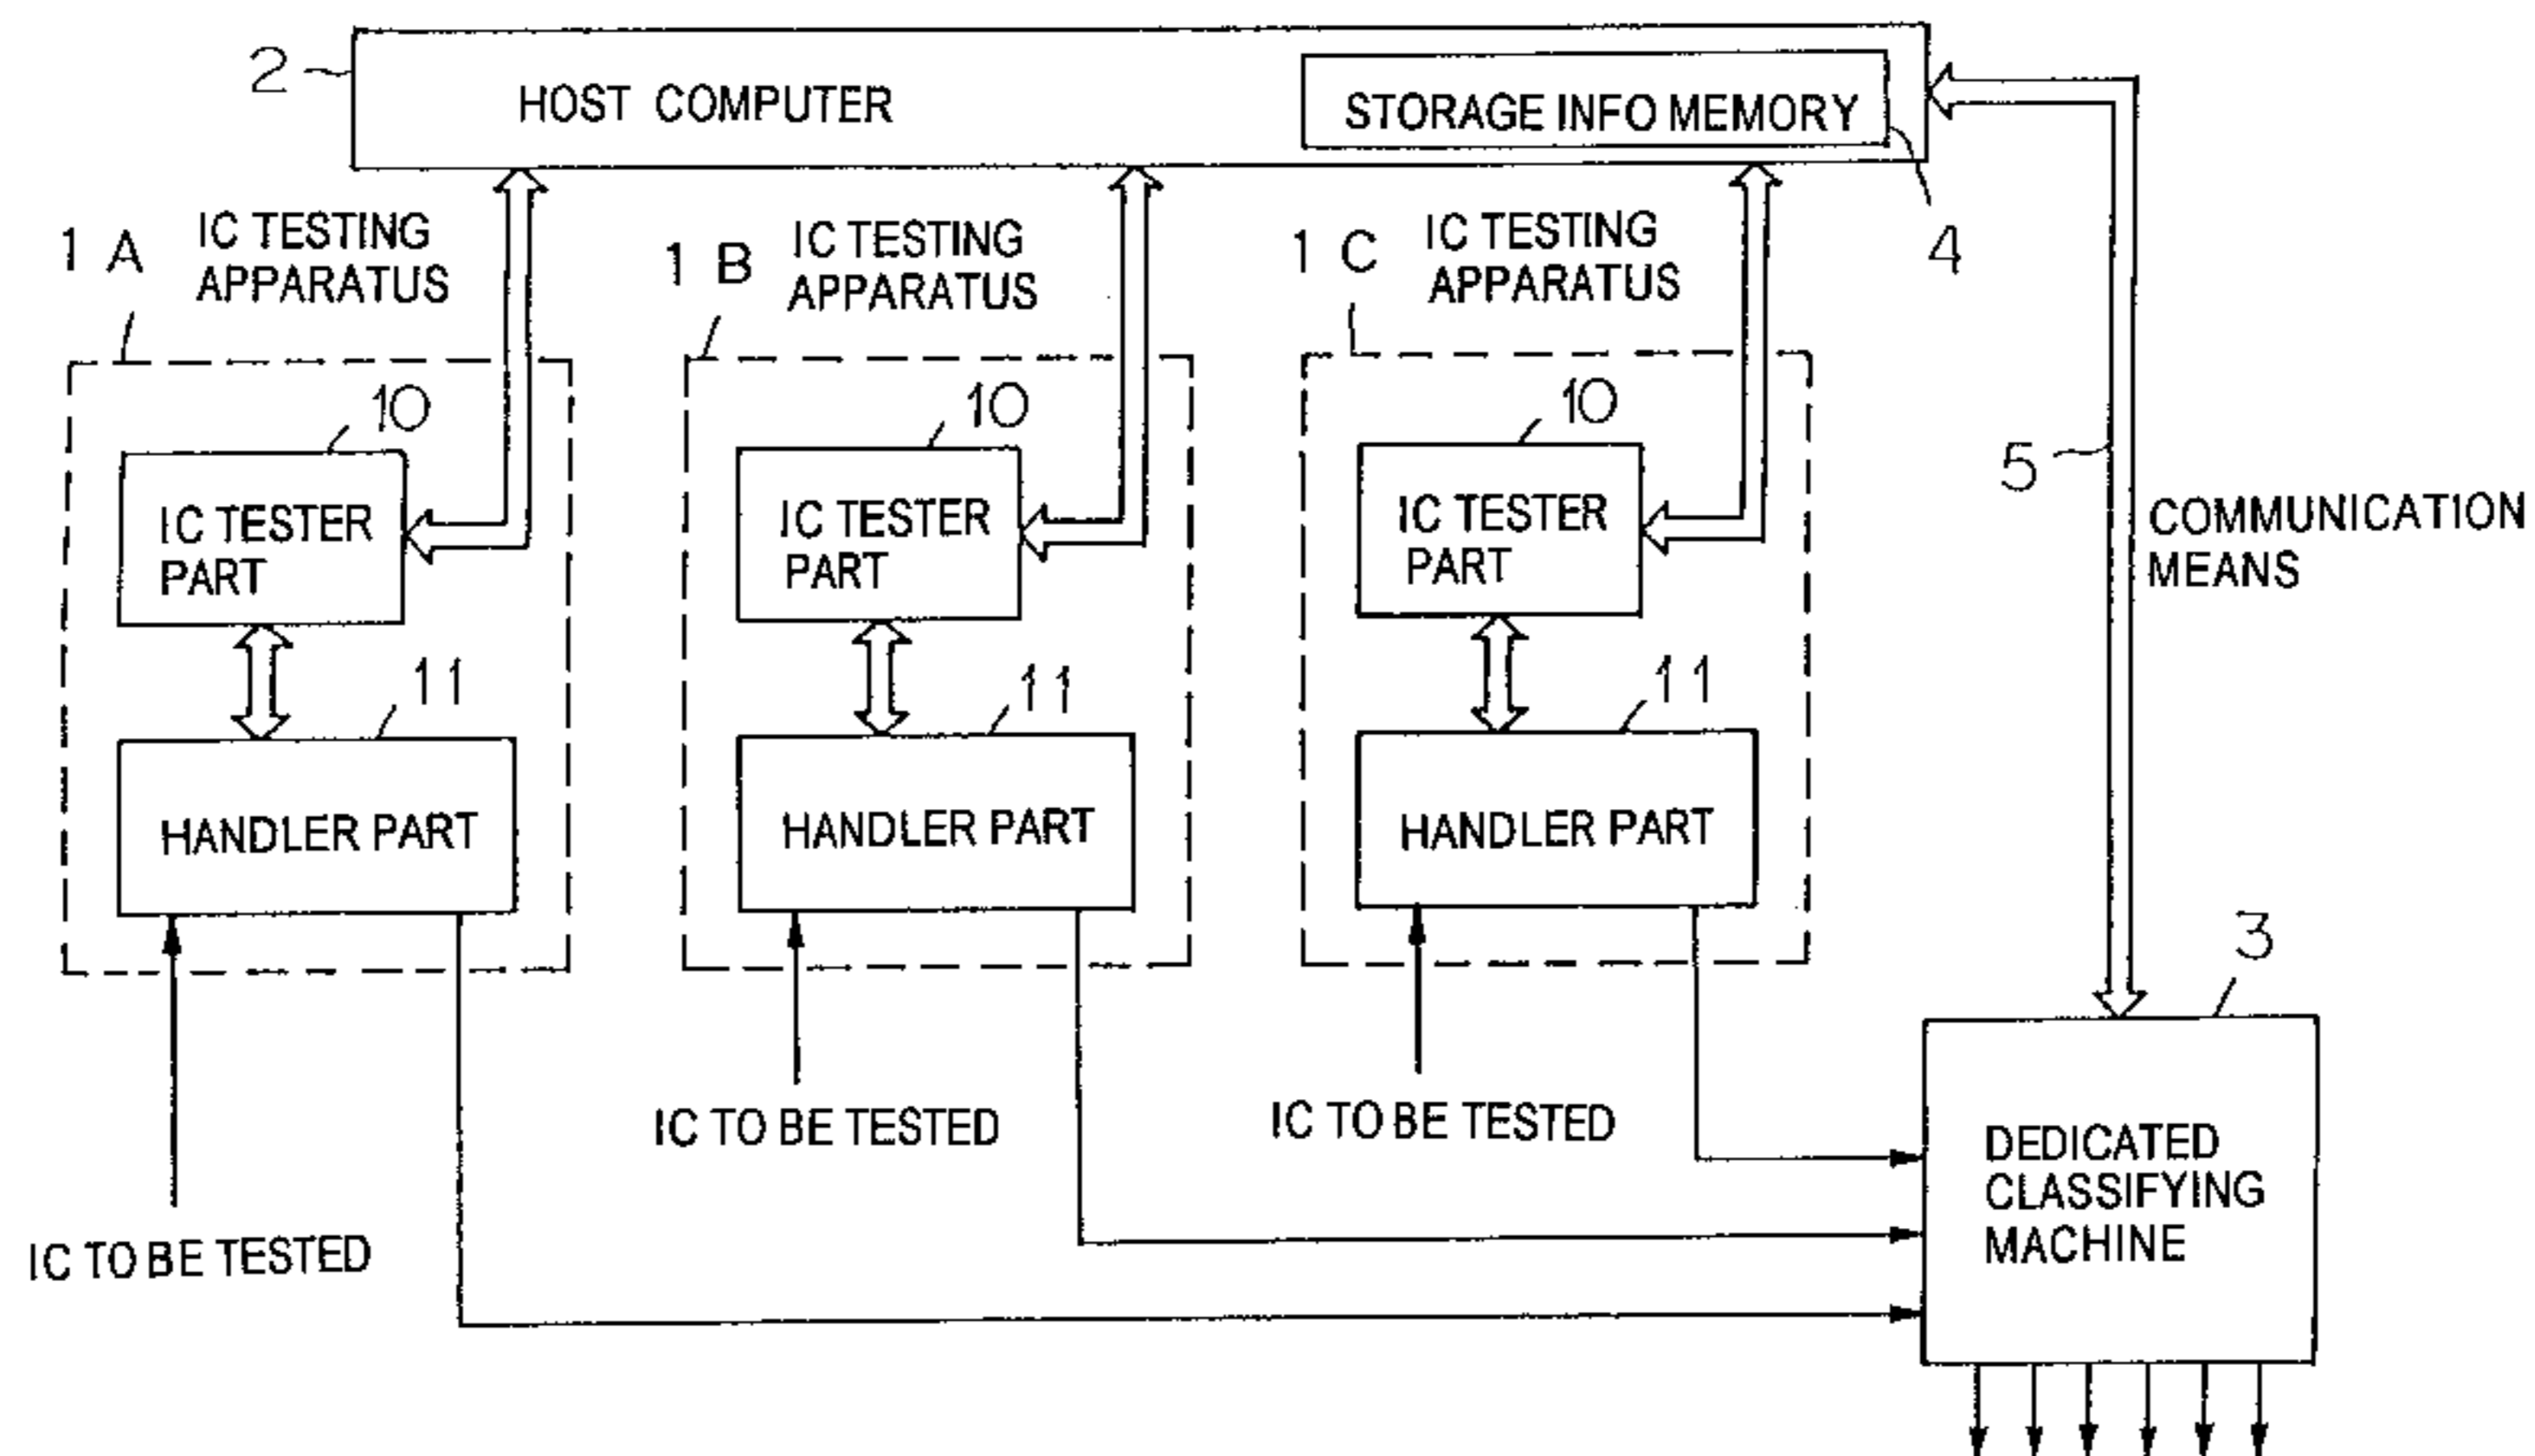 2
HOST COMPUTER
STORAGE INFO MEMORY
4
1 A
IC TESTING
APPARATUS
1 B
IC TESTING
APPARATUS
1 C
IC TESTING
APPARATUS
10
IC TESTER
PART
10
IC TESTER
PART
10
IC TESTER
PART
5
COMMUNICATION
MEANS
11
HANDLER PART
11
HANDLER PART
11
HANDLER PART
3
IC TO BE TESTED
IC TO BE TESTED
IC TO BE TESTED
DEDICATED
CLASSIFYING
MACHINE